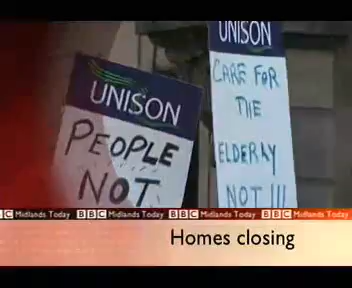 UNISON
PEOPLE
NOT
UNISON
CARE FOR
THE
ELDERLY
NOT !!!
BBC Midlands Today BBC Midlands Today BBC Midlands Today BBC Midlands Today BBC
Homes closing